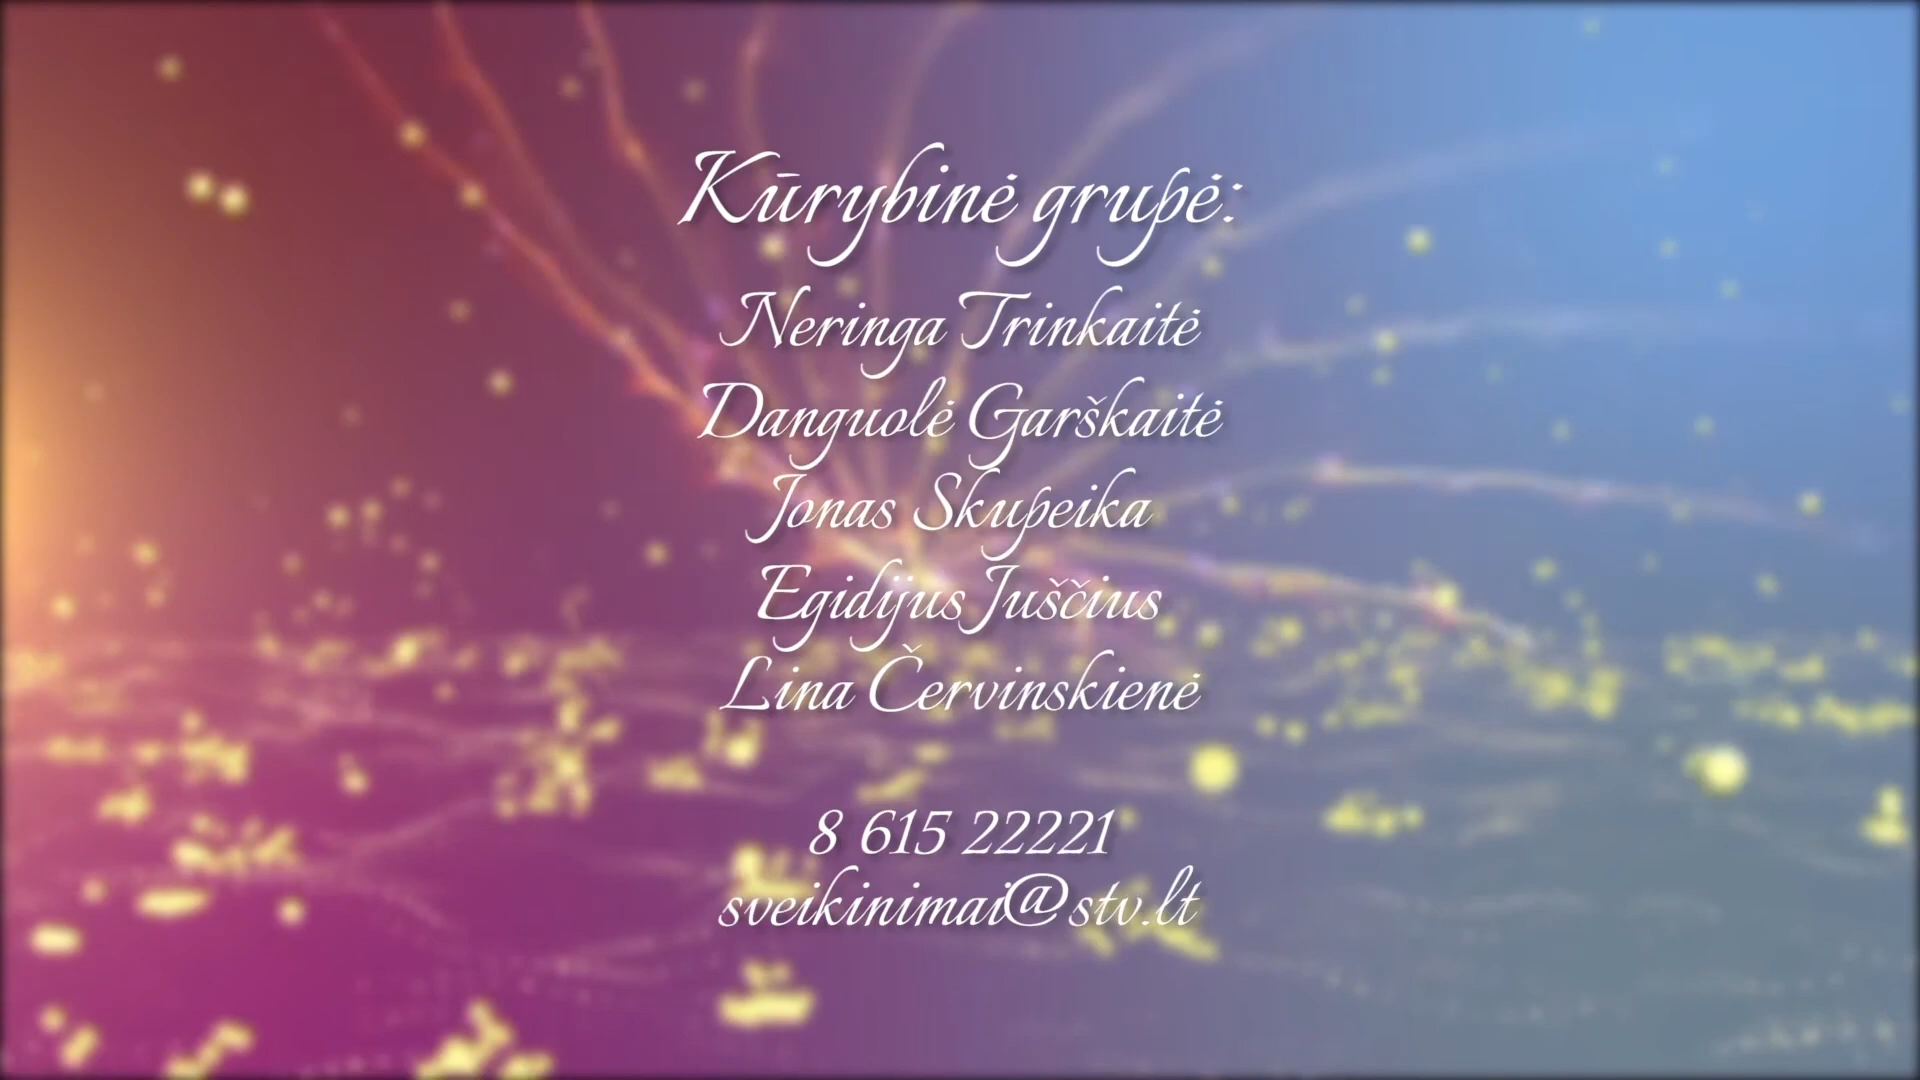 Kūrybinė grupė:
Neringa Trinkaitė
Danguolė Garškaitė
Jonas Skupeika
Egidijus Juščius
Lina Červinskienė
8 615 22221
sveikinimai@stv.lt